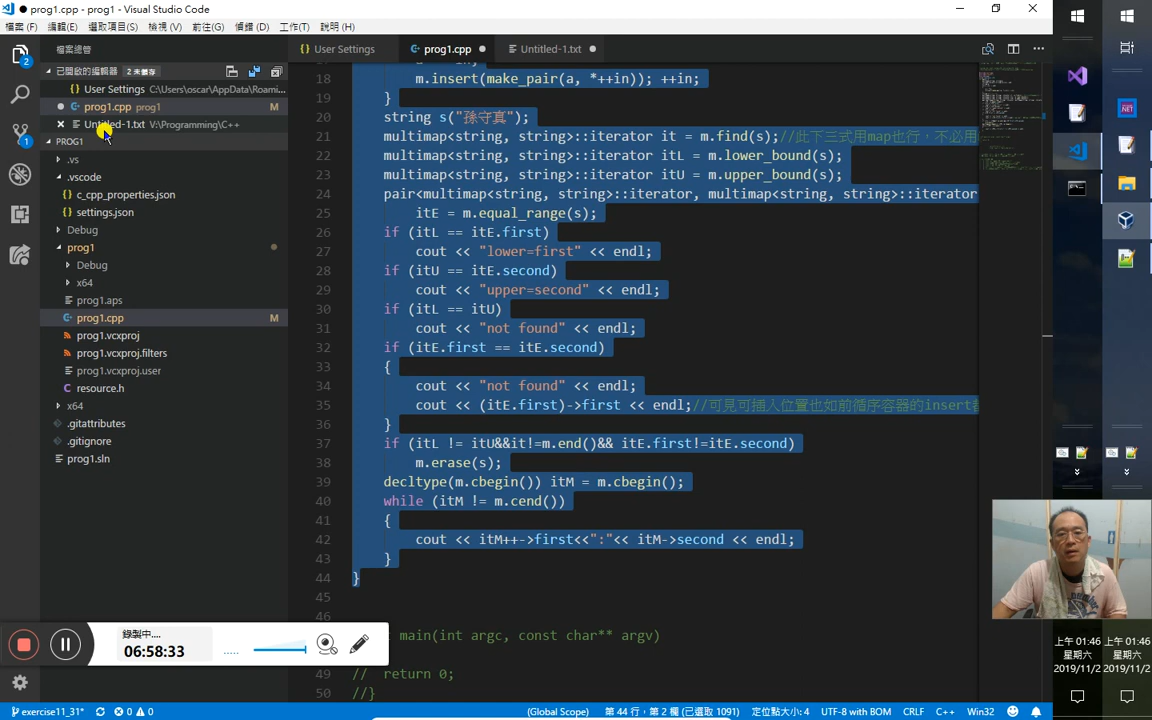 prog1.cpp - prog1 - Visual Studio Code
檔案 (F) 編輯(E) 選取項目(S) 檢視 (V) 前往(G) 偵錯 (D) 工作(T) 說明 (H)
檔案總管
User Settings prog1.cpp Untitled-1.txt
已開啟的編輯器 2 未儲存
User Settings C:\Users\oscar\AppData\Roami...
prog1.cpp prog1 M
Untitled-1.txt V:\Programming\C++
PROG1
.vs
.vscode
{ } c_cpp_properties.json
{ } settings.json
Debug
prog1
Debug
x64
prog1.aps
prog1.cpp M
prog1.vcxproj
prog1.vcxproj.filters
prog1.vcxproj.user
resource.h
x64
.gitattributes
.gitignore
prog1.sln
18 m.insert(make_pair(a, *++in)); ++in;
19 }
20 string s("孫守真");
21 multimap<string, string>::iterator it = m.find(s);//此下三式用map也行，不必用
22 multimap<string, string>::iterator itL = m.lower_bound(s);
23 multimap<string, string>::iterator itU = m.upper_bound(s);
24 pair<multimap<string, string>::iterator, multimap<string, string>::iterator
25 itE = m.equal_range(s);
26 if (itL == itE.first)
27 cout << "lower=first" << endl;
28 if (itU == itE.second)
29 cout << "upper=second" << endl;
30 if (itL == itU)
31 cout << "not found" << endl;
32 if (itE.first == itE.second)
33 {
34 cout << "not found" << endl;
35 cout << (itE.first)->first << endl;//可見可插入位置也如前循序容器的insert都
36 }
37 if (itL != itU&&it!=m.end()&& itE.first!=itE.second)
38 m.erase(s);
39 decltype(m.cbegin()) itM = m.cbegin();
40 while (itM != m.cend())
41 {
42 cout << itM++->first<<":"<< itM->second << endl;
43 }
44 }
45
46
main(int argc, const char** argv)
49 // return 0;
50 //}
錄製中....
06:58:33
上午 01:46 上午 01:46
星期六 星期六
2019/11/2 2019/11/2
exercise11_31* 0 0 (Global Scope) 第 44 行，第 2 欄 (已選取 1091) 定位點大小: 4 UTF-8 with BOM CRLF C++ Win32